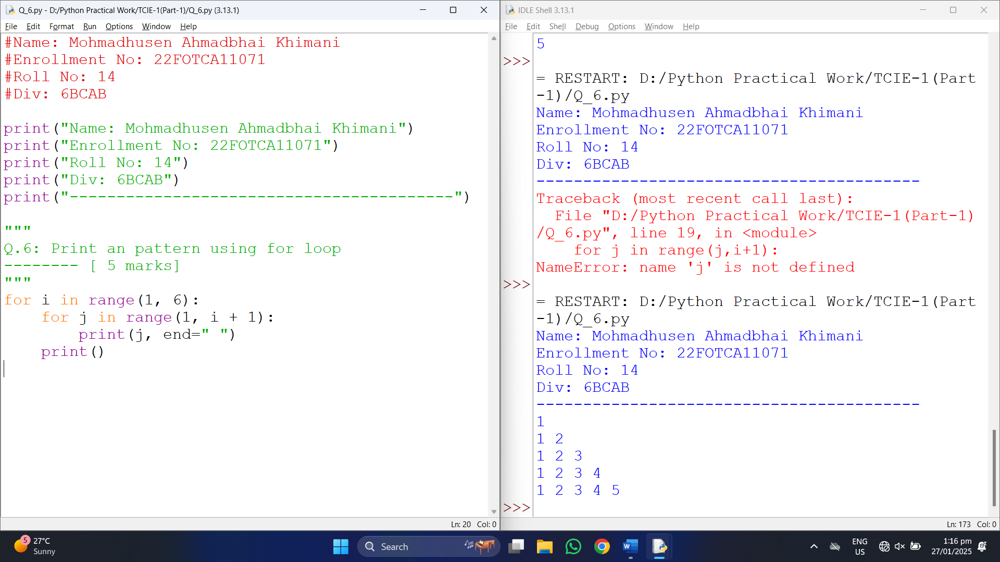 Q_6.py - D:/Python Practical Work/TCIE-1(Part-1)/Q_6.py (3.13.1)
File Edit Format Run Options Window Help
#Name: Mohmadhusen Ahmadbhai Khimani
#Enrollment No: 22FOTCA11071
#Roll No: 14
#Div: 6BCAB
print("Name: Mohmadhusen Ahmadbhai Khimani")
print("Enrollment No: 22FOTCA11071")
print("Roll No: 14")
print("Div: 6BCAB")
print("-----------------------------------------")
"""
Q.6: Print an pattern using for loop
-------- [ 5 marks]
"""
for i in range(1, 6):
    for j in range(1, i + 1):
        print(j, end=" ")
    print()
Ln: 20 Col: 0
IDLE Shell 3.13.1
File Edit Shell Debug Options Window Help
5
>>>
= RESTART: D:/Python Practical Work/TCIE-1(Part
-1)/Q_6.py
Name: Mohmadhusen Ahmadbhai Khimani
Enrollment No: 22FOTCA11071
Roll No: 14
Div: 6BCAB
-----------------------------------------
Traceback (most recent call last):
  File "D:/Python Practical Work/TCIE-1(Part-1)
/Q_6.py", line 19, in <module>
    for j in range(j,i+1):
NameError: name 'j' is not defined
>>>
= RESTART: D:/Python Practical Work/TCIE-1(Part
-1)/Q_6.py
Name: Mohmadhusen Ahmadbhai Khimani
Enrollment No: 22FOTCA11071
Roll No: 14
Div: 6BCAB
-----------------------------------------
1
1 2
1 2 3
1 2 3 4
1 2 3 4 5
>>>
Ln: 173 Col: 0
5
27°C
Sunny
Search
ENG
US
1:16 pm
27/01/2025